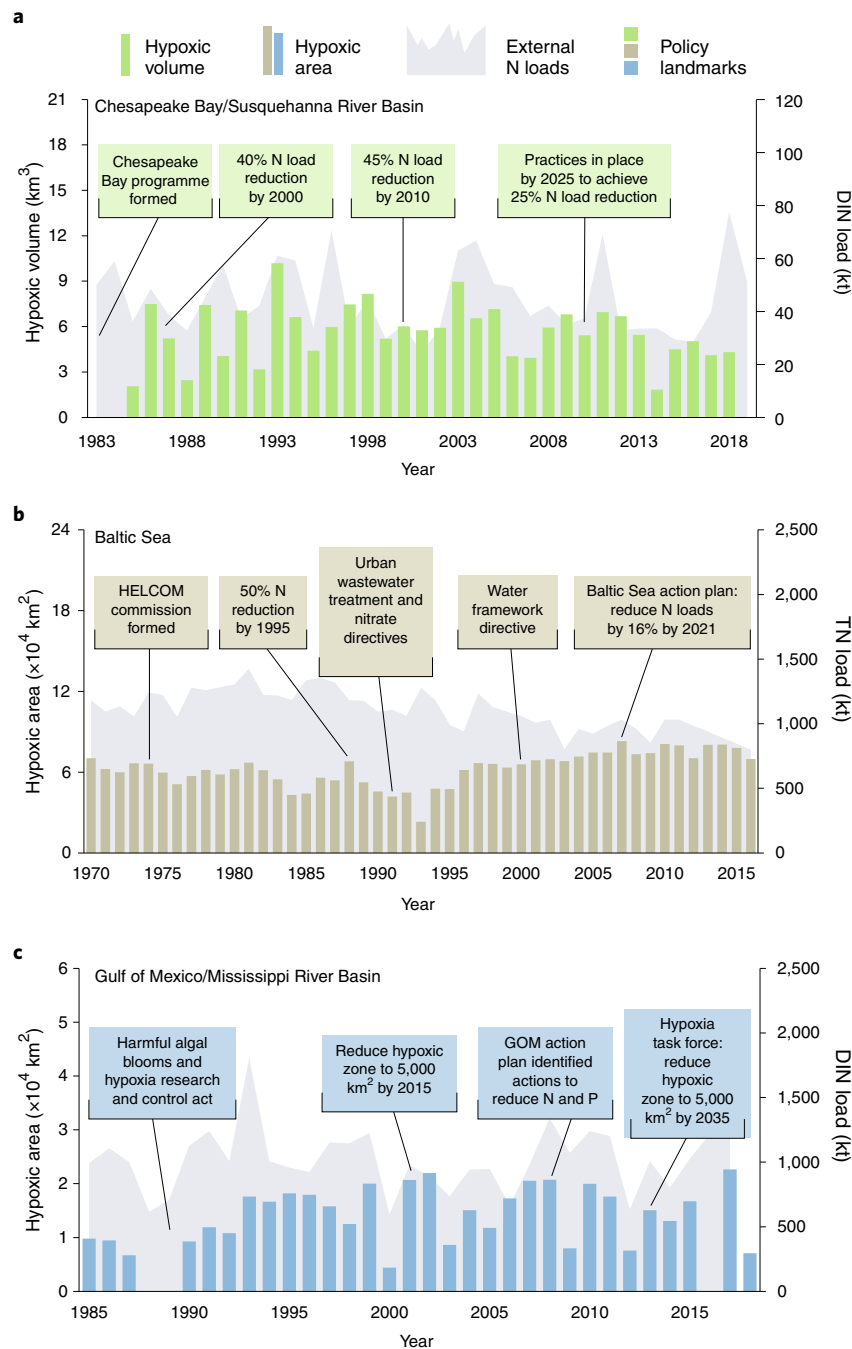 a
Hypoxic
volume
Hypoxic
area
External
N loads
Policy
landmarks
Chesapeake Bay/Susquehanna River Basin
21
18
15
12
9
6
3
0
Hypoxic volume (km³)
Chesapeake
Bay programme
formed
40% N load
reduction
by 2000
45% N load
reduction
by 2010
Practices in place
by 2025 to achieve
25% N load reduction
120
100
80
60
40
20
0
DIN load (kt)
1983 1988 1993 1998 2003 2008 2013 2018
Year
b
Baltic Sea
24
18
12
6
0
Hypoxic area (×10⁴ km²)
HELCOM
commission
formed
50% N
reduction
by 1995
Urban
wastewater
treatment and
nitrate
directives
Water
framework
directive
Baltic Sea action plan:
reduce N loads
by 16% by 2021
2,500
2,000
1,500
1,000
500
0
TN load (kt)
1970 1975 1980 1985 1990 1995 2000 2005 2010 2015
Year
c
Gulf of Mexico/Mississippi River Basin
6
5
4
3
2
1
0
Hypoxic area (×10⁴ km²)
Harmful algal
blooms and
hypoxia research
and control act
Reduce hypoxic
zone to 5,000
km² by 2015
GOM action
plan identified
actions to
reduce N and P
Hypoxia
task force:
reduce
hypoxic
zone to 5,000
km² by 2035
2,500
2,000
1,500
1,000
500
0
DIN load (kt)
1985 1990 1995 2000 2005 2010 2015
Year